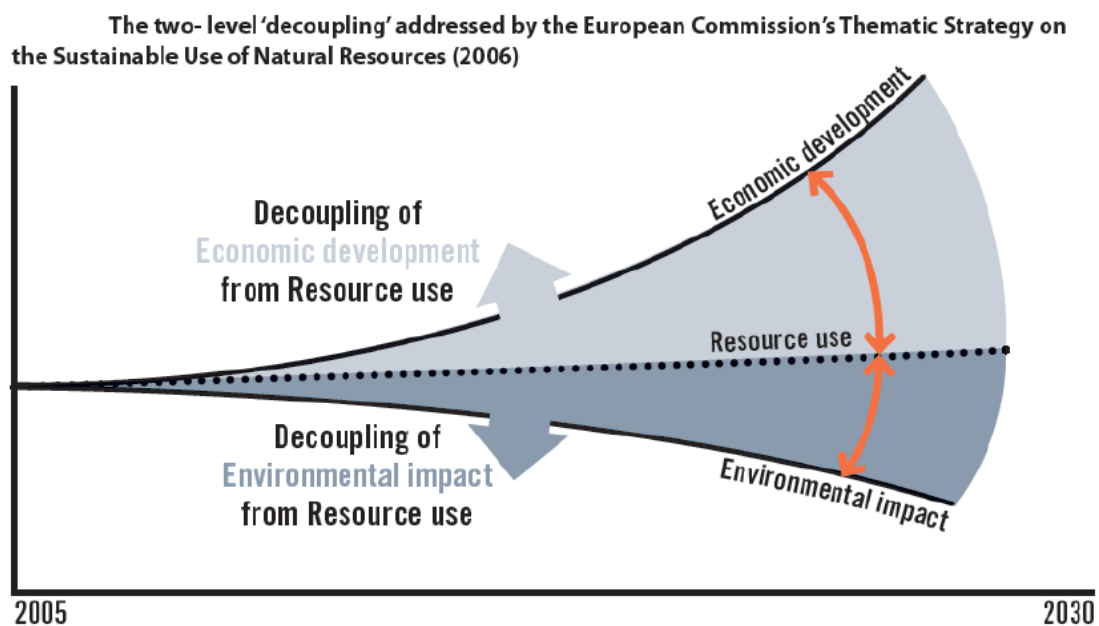 The two- level ‘decoupling’ addressed by the European Commission’s Thematic Strategy on
the Sustainable Use of Natural Resources (2006)
Economic development
Decoupling of
Economic development
from Resource use
Resource use
Decoupling of
Environmental impact
from Resource use
Environmental impact
2005
2030